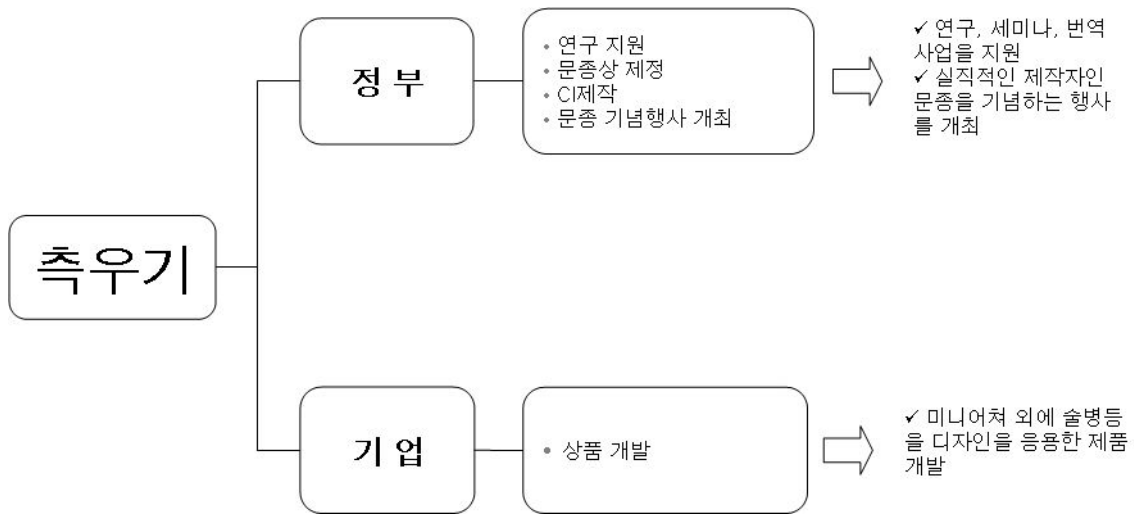 정 부
• 연구 지원
• 문종상 제정
• CI제작
• 문종 기념행사 개최
✓ 연구, 세미나, 번역
사업을 지원
✓ 실직적인 제작자인
문종을 기념하는 행사
를 개최
측우기
기 업
• 상품 개발
✓ 미니어쳐 외에 술병등
을 디자인을 응용한 제품
개발